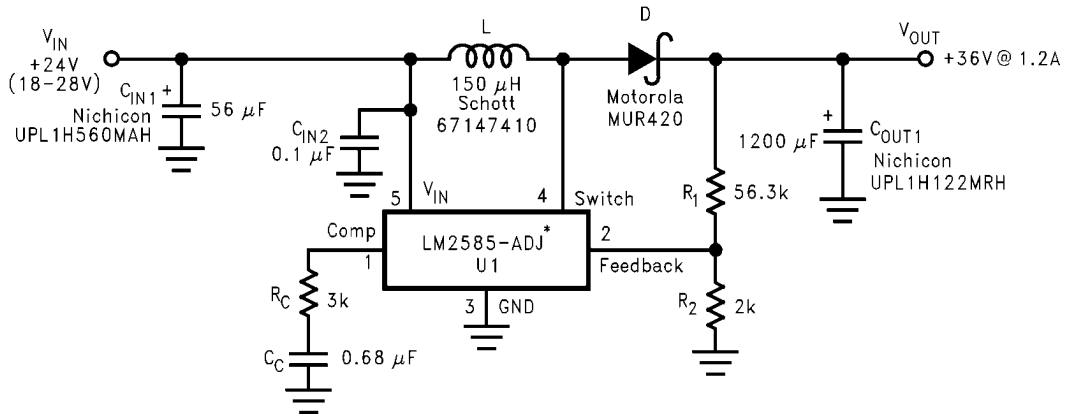 V_IN
+24V
(18-28V)
C_IN1 +
Nichicon
UPL1H560MAH
56 μF
C_IN2
0.1 μF
L
150 μH
Schott
67147410
D
Motorola
MUR420
V_OUT
+36V @ 1.2A
1200 μF
+
C_OUT1
Nichicon
UPL1H122MRH
R_1
56.3k
5
V_IN
4
Switch
Comp
1
LM2585-ADJ*
U1
2
Feedback
3
GND
R_C
3k
C_C
0.68 μF
R_2
2k